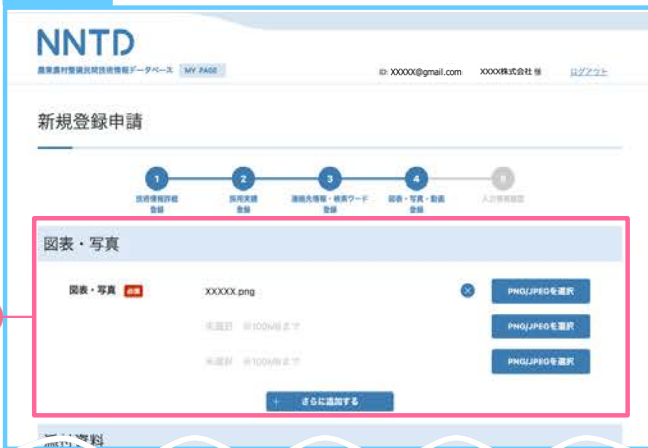 NNTD
農業農村整備民間技術情報データベース MY PAGE
ID: XXXXX@gmail.com XXXX株式会社 様 ログアウト
新規登録申請
1 2 3 4 5
技術情報詳細 登録
採用実績 登録
連絡先情報・検索ワード 登録
図表・写真・動画 登録
入力情報確認
図表・写真
図表・写真 必須 XXXXX.png PNG/JPEGを選択
未選択 ※100MBまで PNG/JPEGを選択
未選択 ※100MBまで PNG/JPEGを選択
+ さらに追加する
添付資料